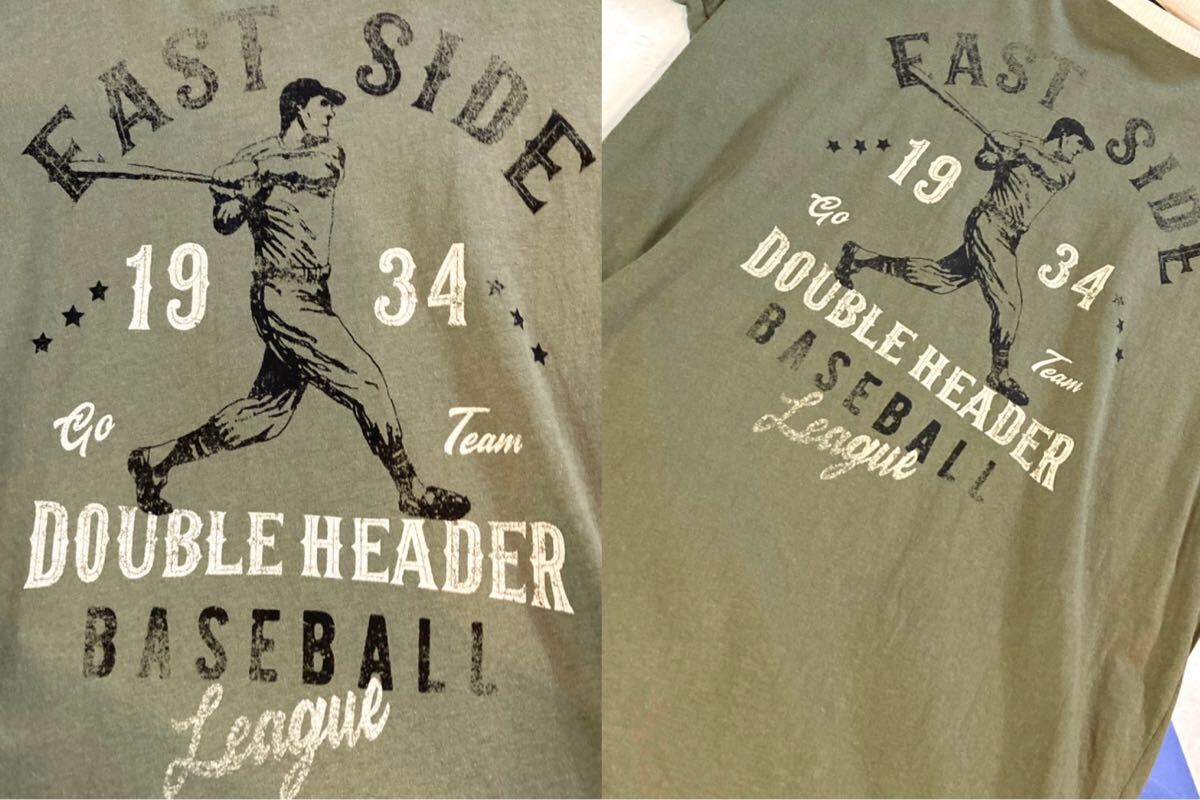 EAST SIDE
19 34
Go Team
DOUBLE HEADER
BASEBALL
League
EAST SIDE
19 34
Go Team
DOUBLE HEADER
BASEBALL
League